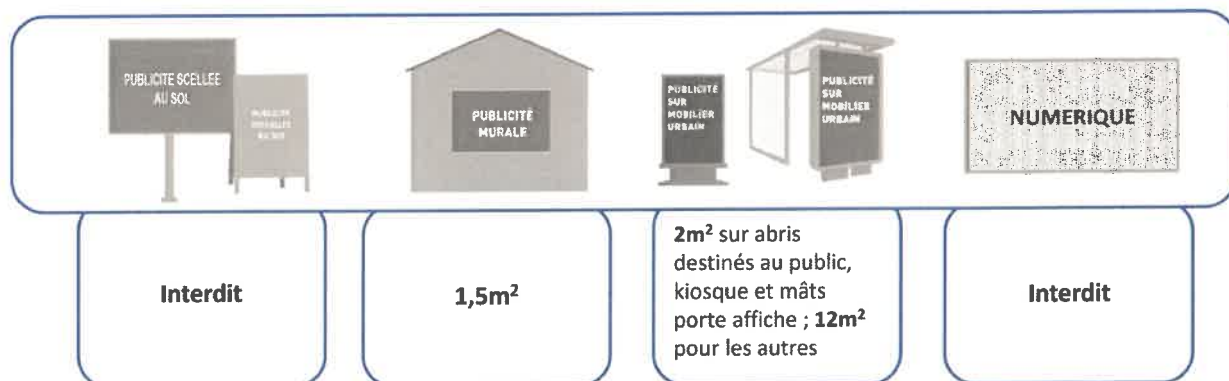 PUBLICITE SCELLEE
AU SOL
PUBLICITE
MURALE
PUBLICITÉ
SUR
MOBILIER
URBAIN
PUBLICITÉ
SUR
MOBILIER
URBAIN
NUMERIQUE
Interdit
1,5m²
2m² sur abris
destinés au public,
kiosque et mâts
porte affiche ; 12m²
pour les autres
Interdit